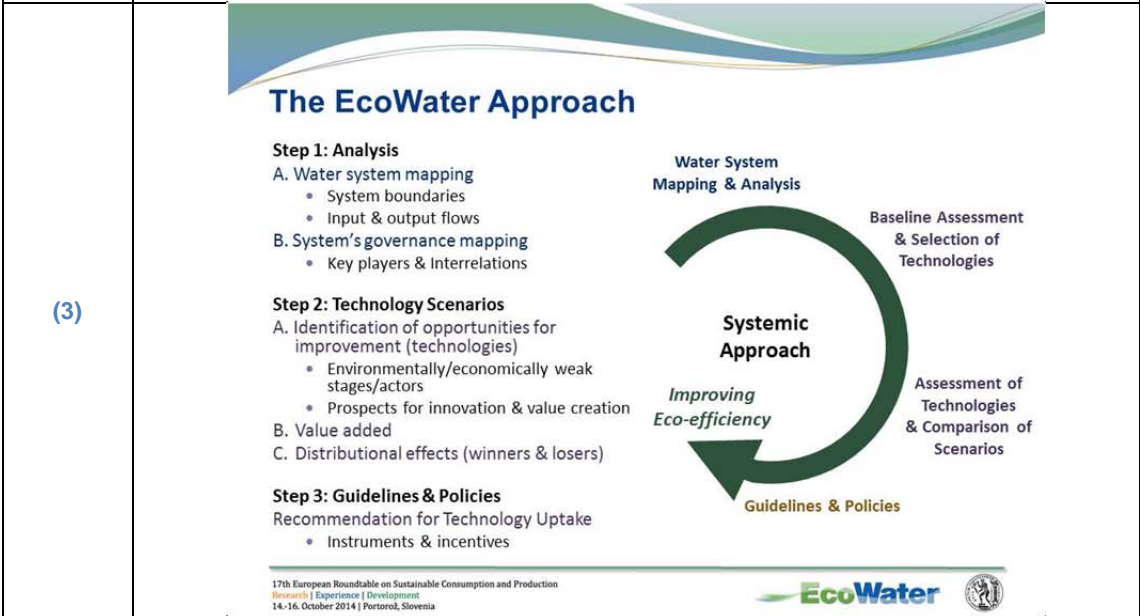 (3)
The EcoWater Approach
Step 1: Analysis
A. Water system mapping
• System boundaries
• Input & output flows
B. System's governance mapping
• Key players & Interrelations
Step 2: Technology Scenarios
A. Identification of opportunities for
improvement (technologies)
• Environmentally/economically weak
stages/actors
• Prospects for innovation & value creation
B. Value added
C. Distributional effects (winners & losers)
Step 3: Guidelines & Policies
Recommendation for Technology Uptake
• Instruments & incentives
Water System
Mapping & Analysis
Baseline Assessment
& Selection of
Technologies
Systemic
Approach
Improving
Eco-efficiency
Assessment of
Technologies
& Comparison of
Scenarios
Guidelines & Policies
17th European Roundtable on Sustainable Consumption and Production
Research | Experience | Development
14.-16. October 2014 | Portorož, Slovenia
EcoWater